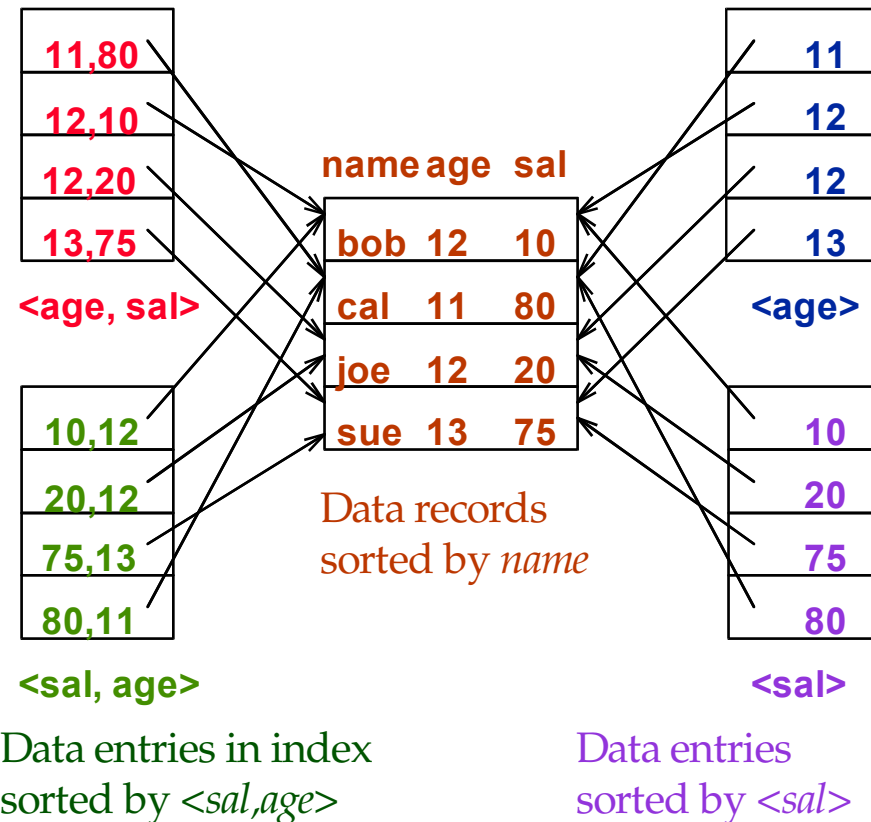 11,80
12,10
12,20
13,75
<age, sal>
10,12
20,12
75,13
80,11
<sal, age>
Data entries in index
sorted by <sal,age>
name age sal
bob 12 10
cal 11 80
joe 12 20
sue 13 75
Data records
sorted by name
11
12
12
13
<age>
10
20
75
80
<sal>
Data entries
sorted by <sal>